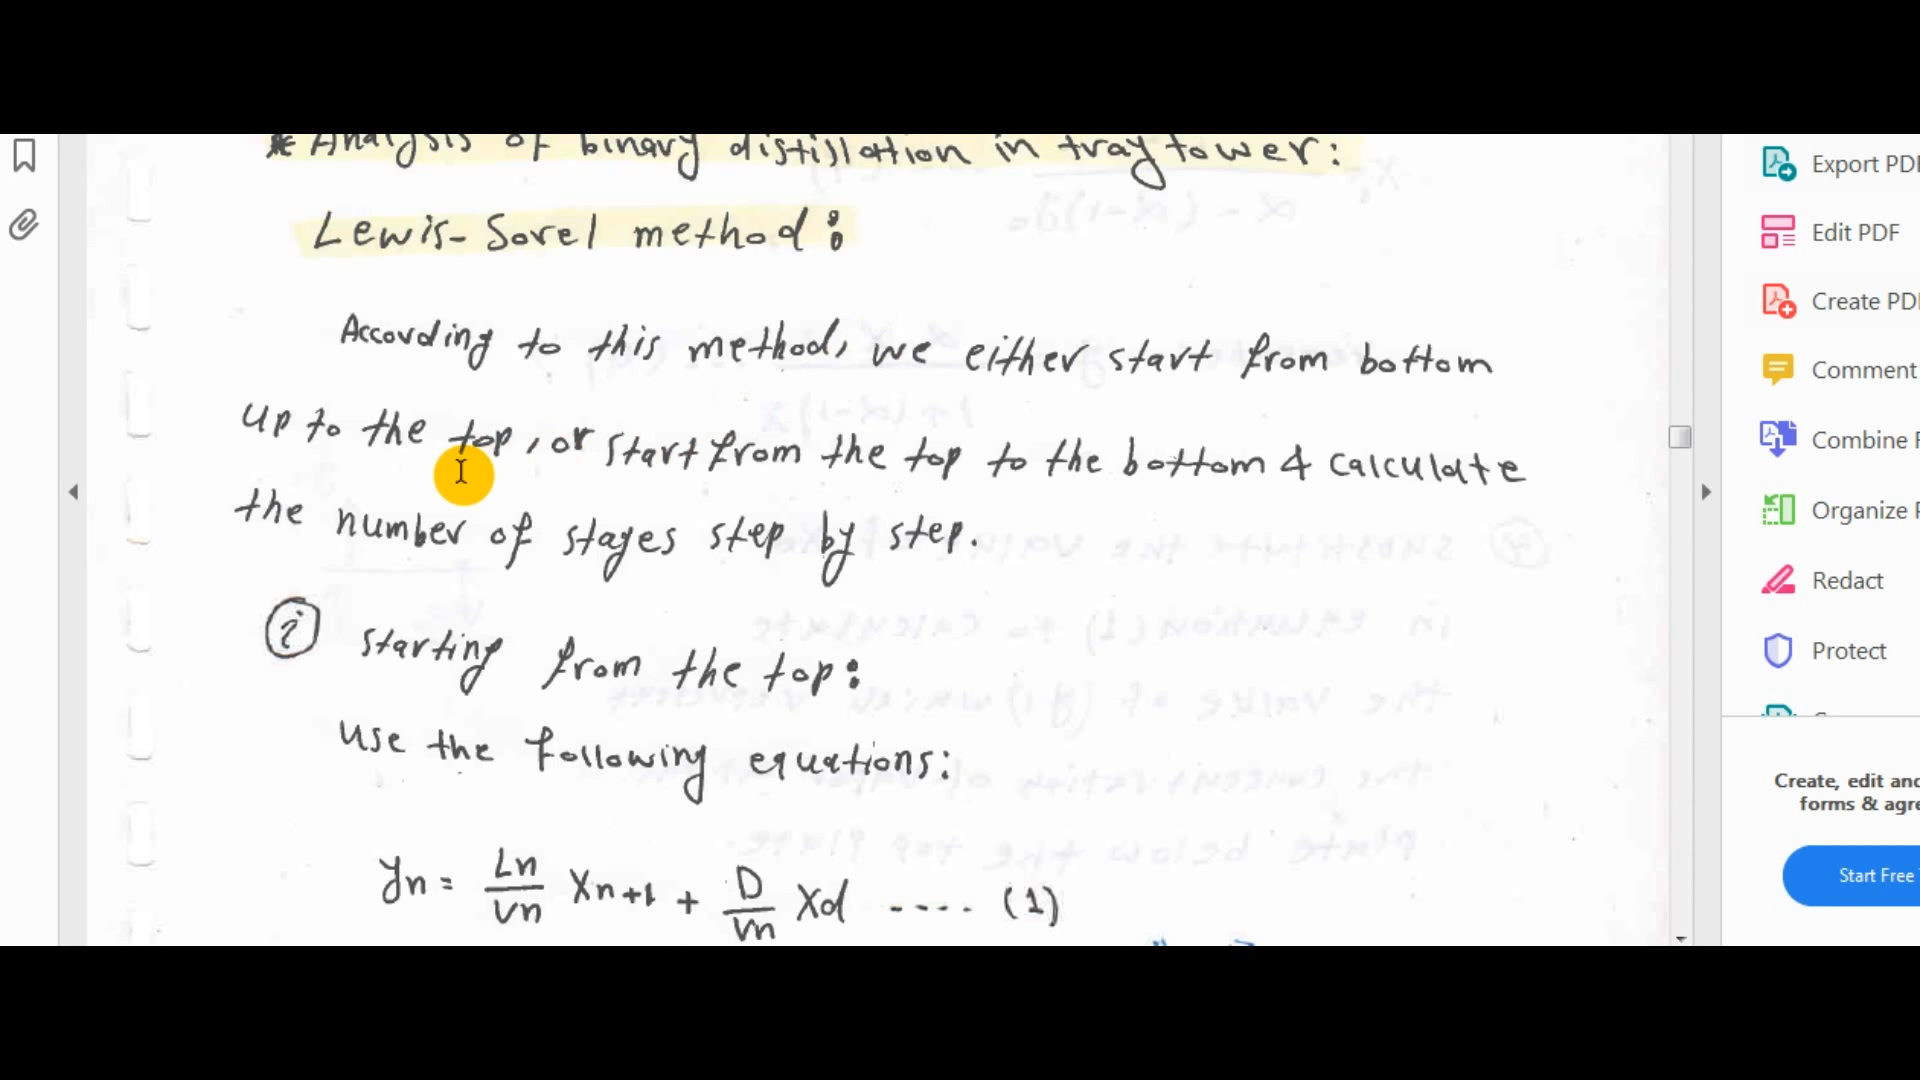 * Analysis of binary distillation in tray tower:
Lewis-Sorel method:
According to this method, we either start from bottom
up to the top, or start from the top to the bottom & calculate
the number of stages step by step.
i starting from the top:
use the following equations:
yn = Ln/Vn Xn+1 + D/Vn Xd ---- (1)
Export PDF
Edit PDF
Create PDF
Comment
Combine F
Organize P
Redact
Protect
Create, edit and
forms & agre
Start Free